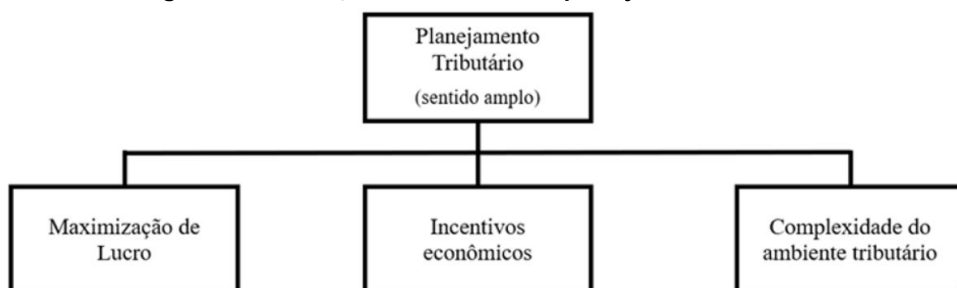 Planejamento
Tributário
(sentido amplo)
Maximização de
Lucro
Incentivos
econômicos
Complexidade do
ambiente tributário